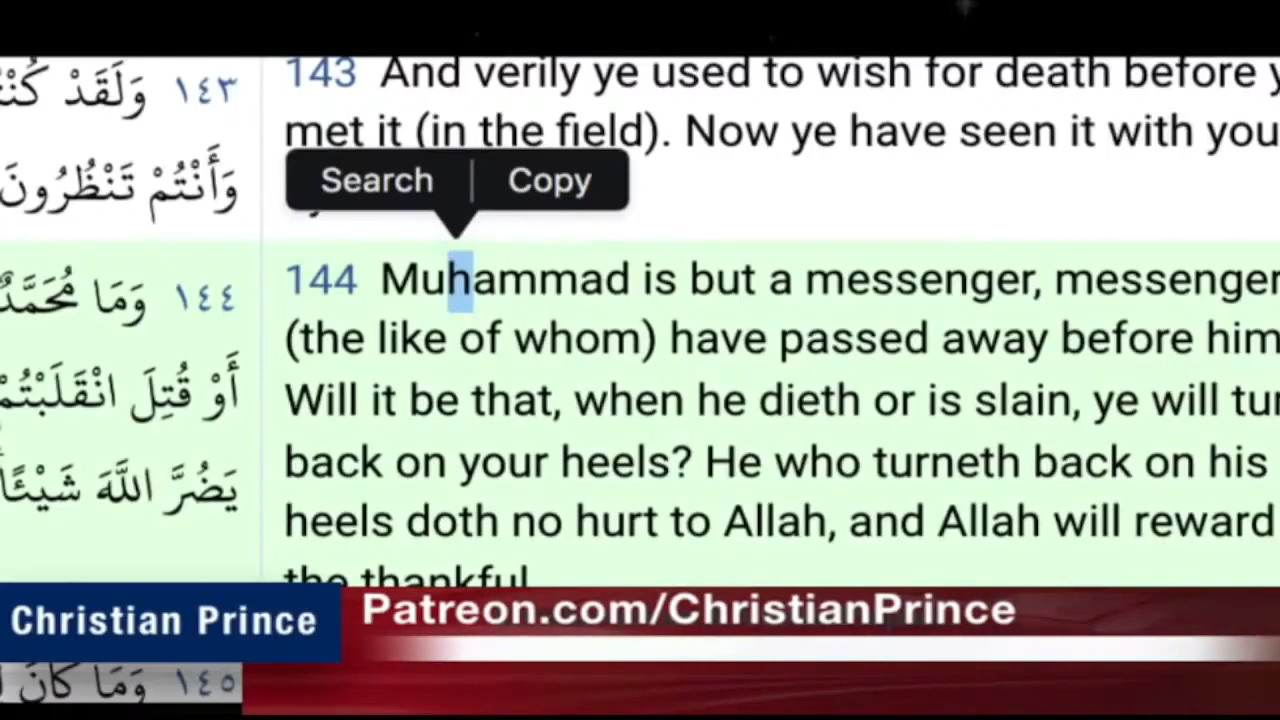 143 And verily ye used to wish for death before y
met it (in the field). Now ye have seen it with you
١٤٣ وَلَقَدْ كُنْتُ
وَأَنْتُمْ تَنْظُرُونَ
Search | Copy
144 Muhammad is but a messenger, messenger
(the like of whom) have passed away before him
Will it be that, when he dieth or is slain, ye will tur
back on your heels? He who turneth back on his
heels doth no hurt to Allah, and Allah will reward
the thankful
١٤٤ وَمَا مُحَمَّدٌ
أَوْ قُتِلَ انْقَلَبْتُمْ
يَضُرَّ اللَّهَ شَيْئًا
Christian Prince
Patreon.com/ChristianPrince
١٤٥ وَمَا كَانَ